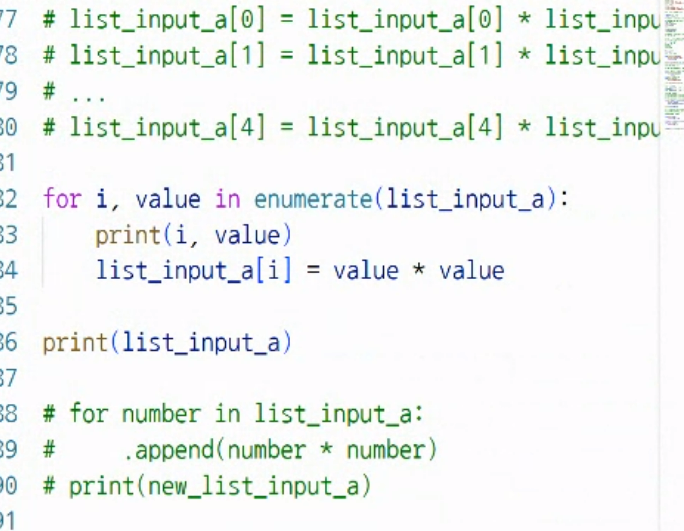 77 # list_input_a[0] = list_input_a[0] * list_inpu
78 # list_input_a[1] = list_input_a[1] * list_inpu
79 # ...
80 # list_input_a[4] = list_input_a[4] * list_inpu
81
82 for i, value in enumerate(list_input_a):
83     print(i, value)
84     list_input_a[i] = value * value
85
86 print(list_input_a)
87
88 # for number in list_input_a:
89 #     .append(number * number)
90 # print(new_list_input_a)
91